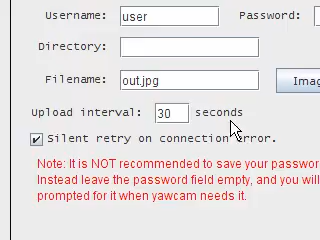 Username: user Password:
Directory:
Filename: out.jpg Imag
Upload interval: 30 seconds
Silent retry on connection error.
Note: It is NOT recommended to save your passwor
Instead leave the password field empty, and you will
prompted for it when yawcam needs it.